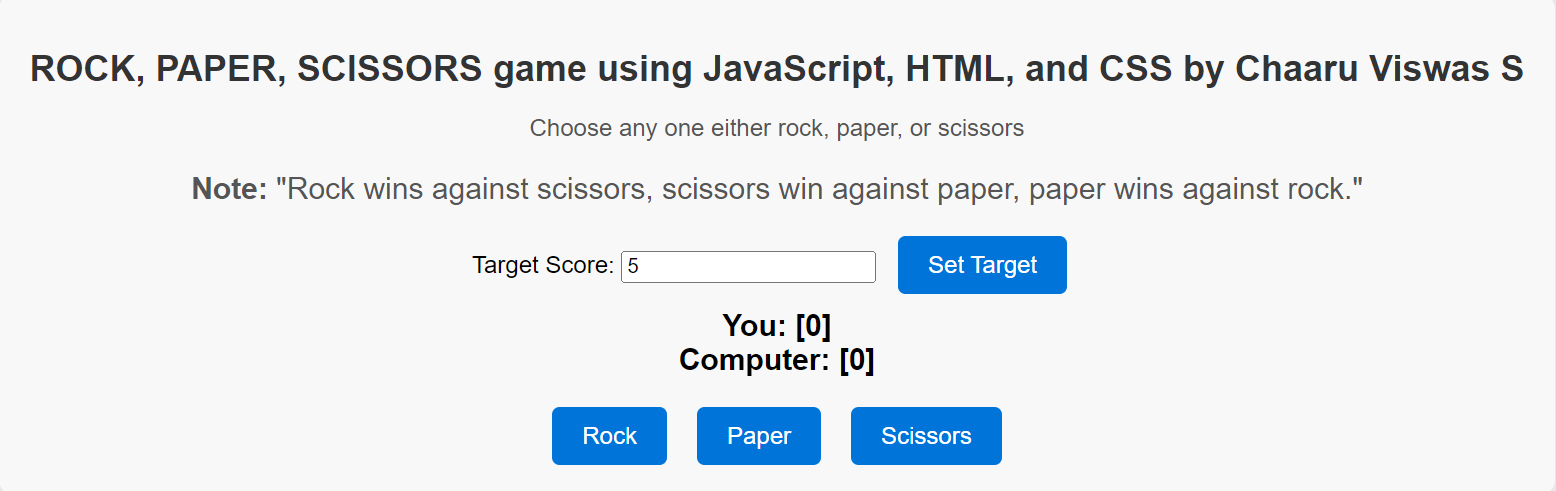 ROCK, PAPER, SCISSORS game using JavaScript, HTML, and CSS by Chaaru Viswas S
Choose any one either rock, paper, or scissors
Note: "Rock wins against scissors, scissors win against paper, paper wins against rock."
Target Score: 5 Set Target
You: [0]
Computer: [0]
Rock Paper Scissors